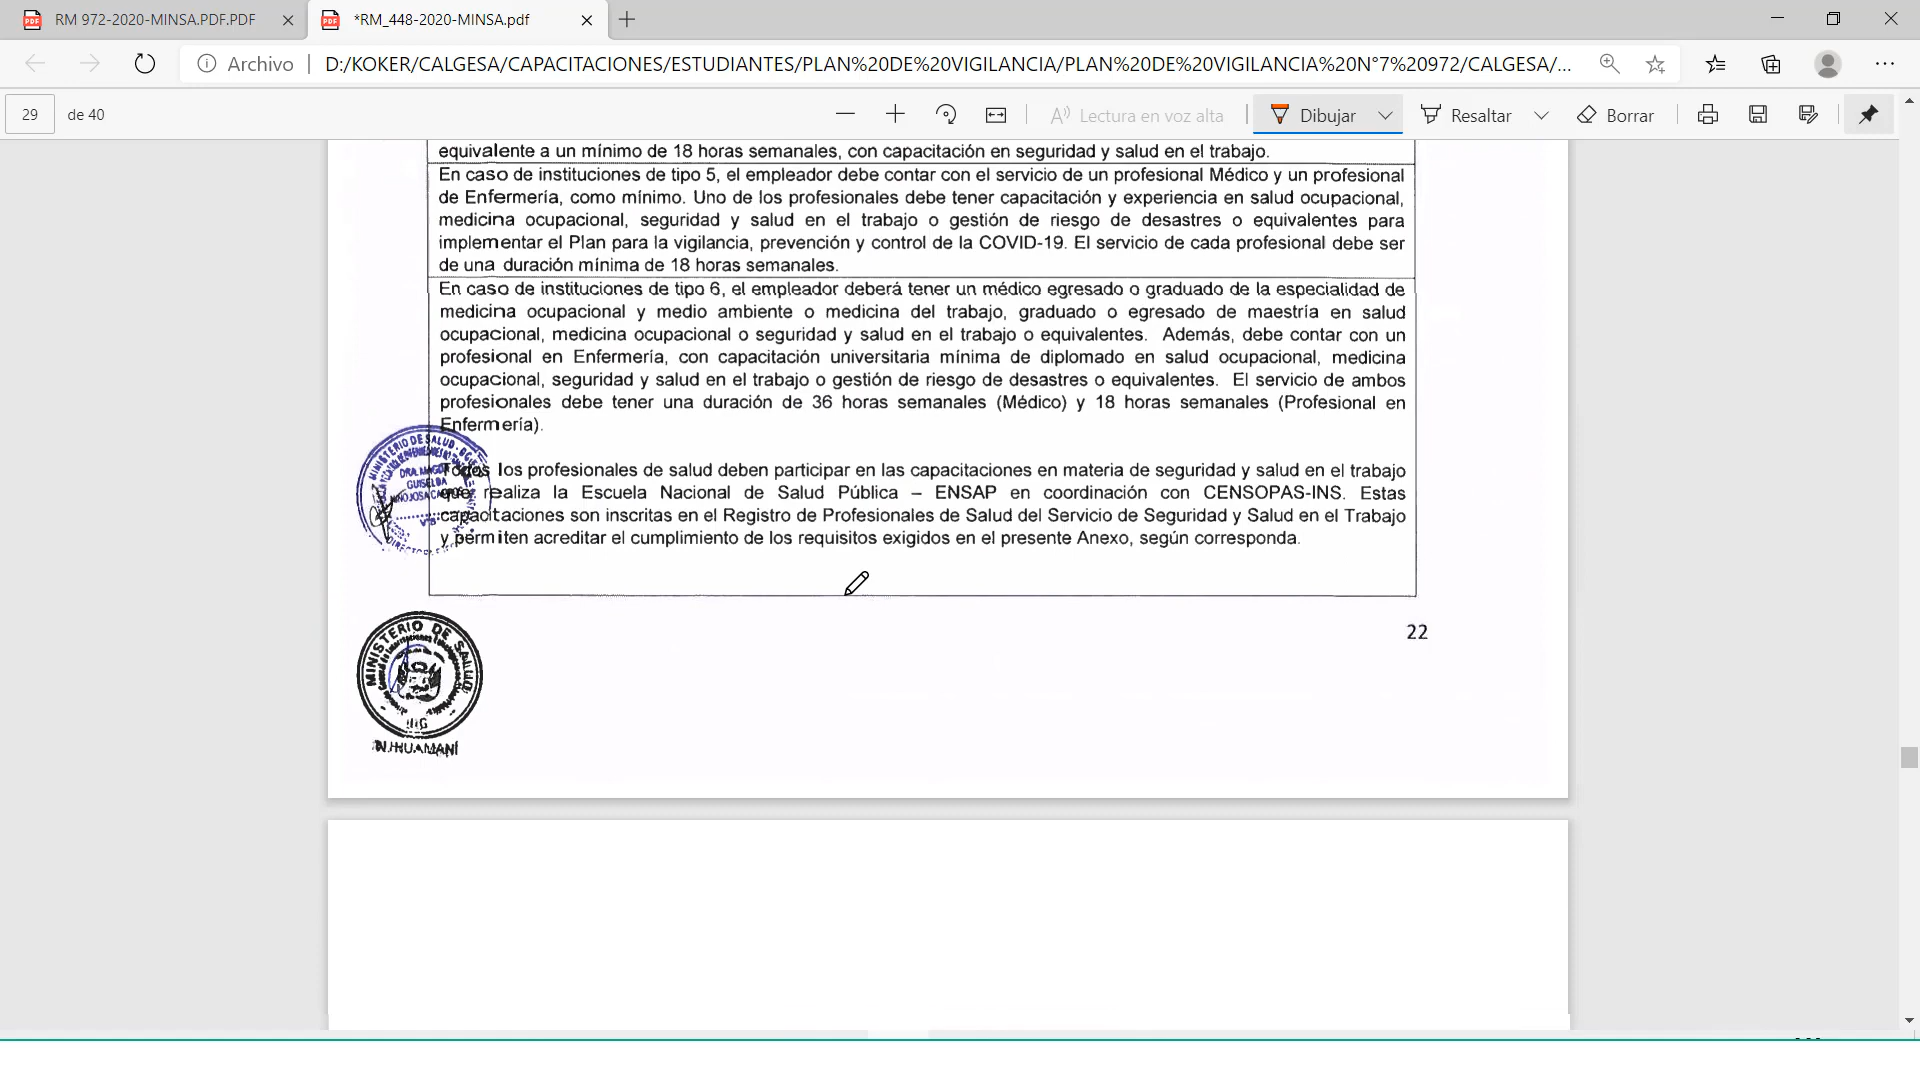 RM 972-2020-MINSA.PDF.PDF
*RM_448-2020-MINSA.pdf
Archivo
D:/KOKER/CALGESA/CAPACITACIONES/ESTUDIANTES/PLAN%20DE%20VIGILANCIA/PLAN%20DE%20VIGILANCIA%20N°7%20972/CALGESA/...
29 de 40
Lectura en voz alta
Dibujar
Resaltar
Borrar
equivalente a un mínimo de 18 horas semanales, con capacitación en seguridad y salud en el trabajo.
En caso de instituciones de tipo 5, el empleador debe contar con el servicio de un profesional Médico y un profesional
de Enfermería, como mínimo. Uno de los profesionales debe tener capacitación y experiencia en salud ocupacional,
medicina ocupacional, seguridad y salud en el trabajo o gestión de riesgo de desastres o equivalentes para
implementar el Plan para la vigilancia, prevención y control de la COVID-19. El servicio de cada profesional debe ser
de una duración mínima de 18 horas semanales.
En caso de instituciones de tipo 6, el empleador deberá tener un médico egresado o graduado de la especialidad de
medicina ocupacional y medio ambiente o medicina del trabajo, graduado o egresado de maestría en salud
ocupacional, medicina ocupacional o seguridad y salud en el trabajo o equivalentes. Además, debe contar con un
profesional en Enfermería, con capacitación universitaria mínima de diplomado en salud ocupacional, medicina
ocupacional, seguridad y salud en el trabajo o gestión de riesgo de desastres o equivalentes. El servicio de ambos
profesionales debe tener una duración de 36 horas semanales (Médico) y 18 horas semanales (Profesional en
Enfermería).
Todos los profesionales de salud deben participar en las capacitaciones en materia de seguridad y salud en el trabajo
que realiza la Escuela Nacional de Salud Pública – ENSAP en coordinación con CENSOPAS-INS. Estas
capacitaciones son inscritas en el Registro de Profesionales de Salud del Servicio de Seguridad y Salud en el Trabajo
y permiten acreditar el cumplimiento de los requisitos exigidos en el presente Anexo, según corresponda.
MINISTERIO DE SALUD
DRA. MAGDA
GUISELDA
22
MINISTERIO DE SALUD
HUAMANÍ